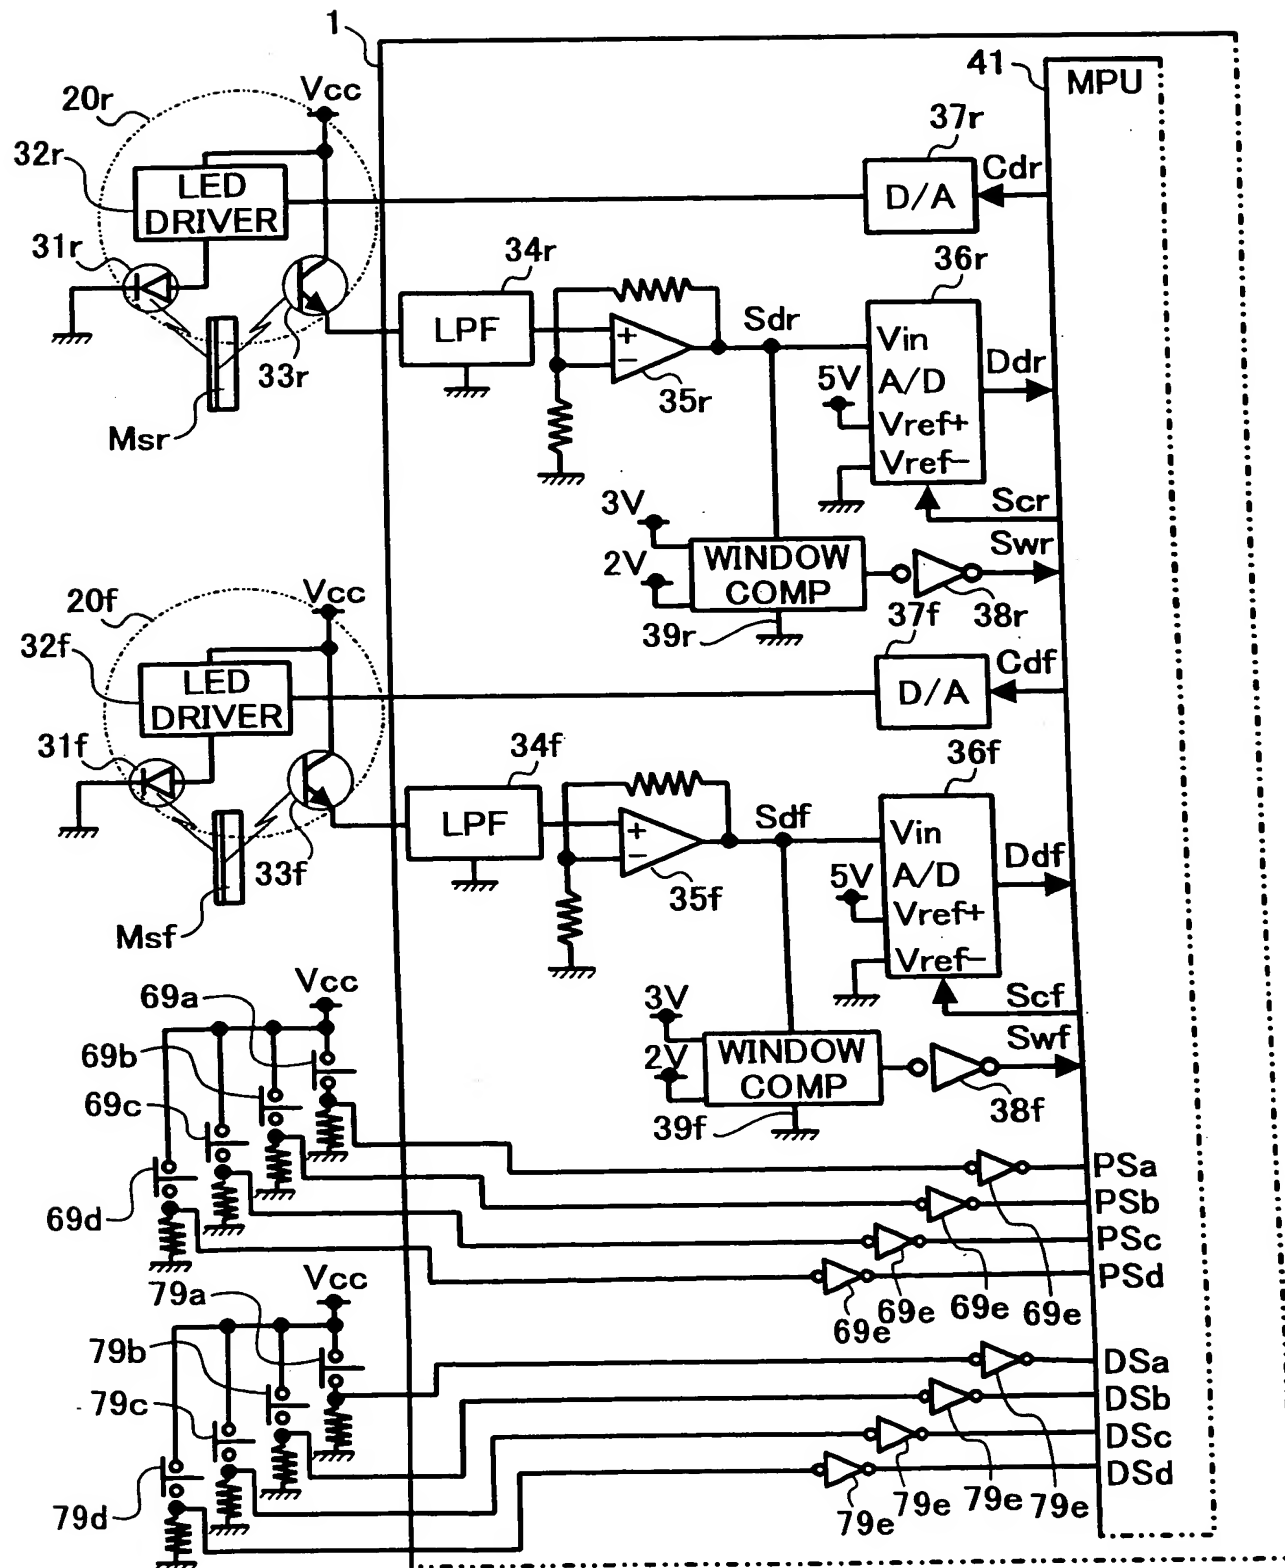 1
41
MPU
Vcc
20r
37r
32r
LED
DRIVER
D/A
Cdr
31r
34r
36r
LPF
+
−
Sdr
Vin
5V
A/D
Ddr
33r
35r
Vref+
Msr
Vref−
Scr
3V
WINDOW
COMP
Swr
2V
20f
Vcc
39r
37f
38r
32f
LED
DRIVER
D/A
Cdf
31f
34f
36f
LPF
+
−
Sdf
Vin
5V
A/D
Ddf
33f
35f
Vref+
Msf
Vref−
Vcc
69a
3V
Scf
69b
2V
WINDOW
COMP
Swf
69c
39f
38f
PSa
69d
PSb
PSc
PSd
Vcc
79a
69e
69e
69e
69e
79b
DSa
79c
DSb
DSc
DSd
79d
79e
79e
79e
79e